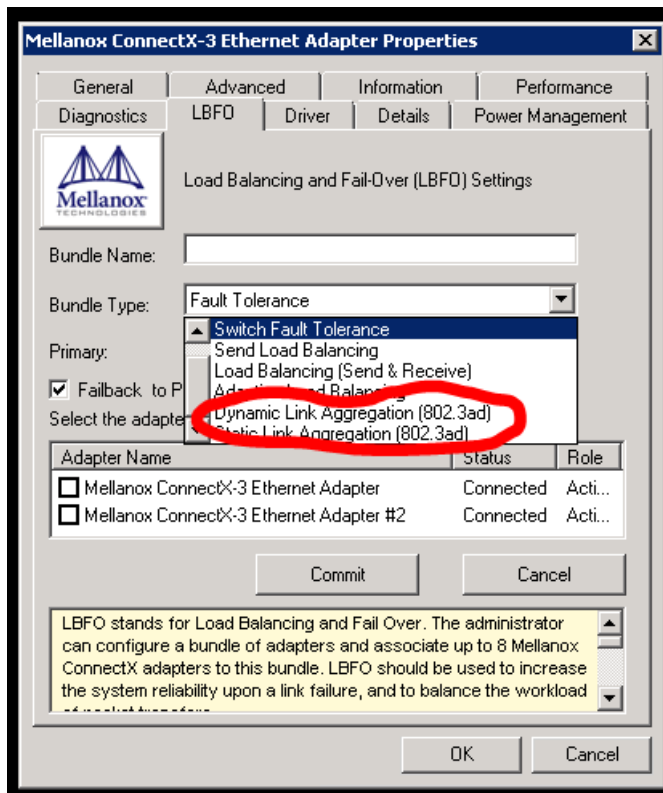 Mellanox ConnectX-3 Ethernet Adapter Properties
General Advanced Information Performance
Diagnostics LBFO Driver Details Power Management
Mellanox
TECHNOLOGIES
Load Balancing and Fail-Over (LBFO) Settings
Bundle Name:
Bundle Type: Fault Tolerance
Switch Fault Tolerance
Primary: Send Load Balancing
Load Balancing (Send & Receive)
Failback to P Load Balancing
Select the adapte Dynamic Link Aggregation (802.3ad)
Static Link Aggregation (802.3ad)
Adapter Name Status Role
Mellanox ConnectX-3 Ethernet Adapter Connected Acti...
Mellanox ConnectX-3 Ethernet Adapter #2 Connected Acti...
Commit Cancel
LBFO stands for Load Balancing and Fail Over. The administrator
can configure a bundle of adapters and associate up to 8 Mellanox
ConnectX adapters to this bundle. LBFO should be used to increase
the system reliability upon a link failure, and to balance the workload
OK Cancel